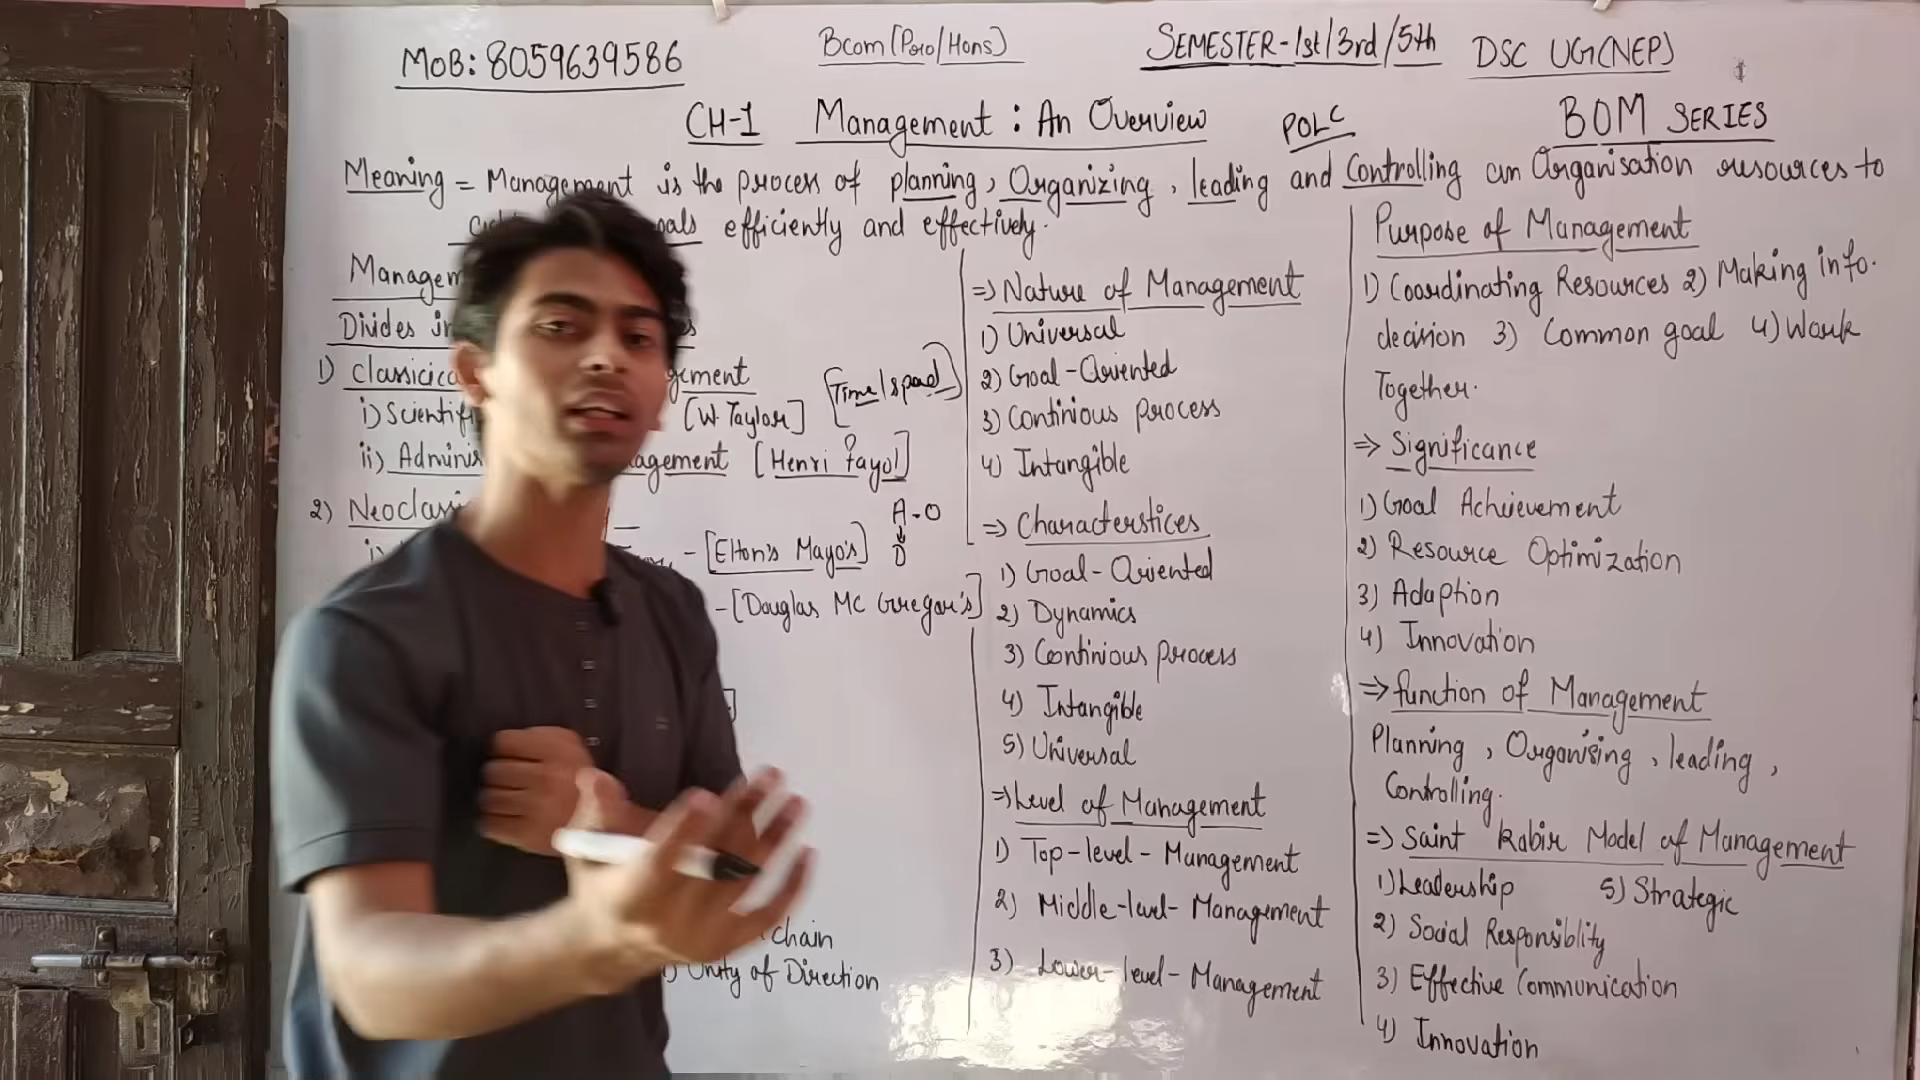 MOB: 8059639586
Bcom (Pro/Hons)
SEMESTER-1st/3rd/5th
DSC UG(NEP)
CH-1 Management : An Overview
POLC
BOM SERIES
Meaning = Management is the process of planning, Organizing, leading and Controlling an Organisation resources to
efficiently and effectively.
Divides
1) Classicica
i) Scientifi [W Taylor]
[Time/spead]
ii) Adminis [Henri Fayol]
2) Neoclassi
A-O
D
- [Elton's Mayo's]
- [Douglas MC Gregor's]
chain
Unity of Direction
=> Nature of Management
1) Universal
2) Goal-Oriented
3) Continious process
4) Intangible
=> Characterstices
1) Goal-Oriented
2) Dynamics
3) Continious process
4) Intangible
5) Universal
=> Level of Management
1) Top-level-Management
2) Middle-level-Management
3) Lower-level-Management
Purpose of Management
1) Coordinating Resources 2) Making info.
decision 3) Common goal 4) Work
Together.
=> Significance
1) Goal Achievement
2) Resource Optimization
3) Adaption
4) Innovation
=> function of Management
Planning, Organising, leading,
Controlling.
=> Saint Kabir Model of Management
1) Leadership 5) Strategic
2) Social Responsiblity
3) Effective Communication
4) Innovation